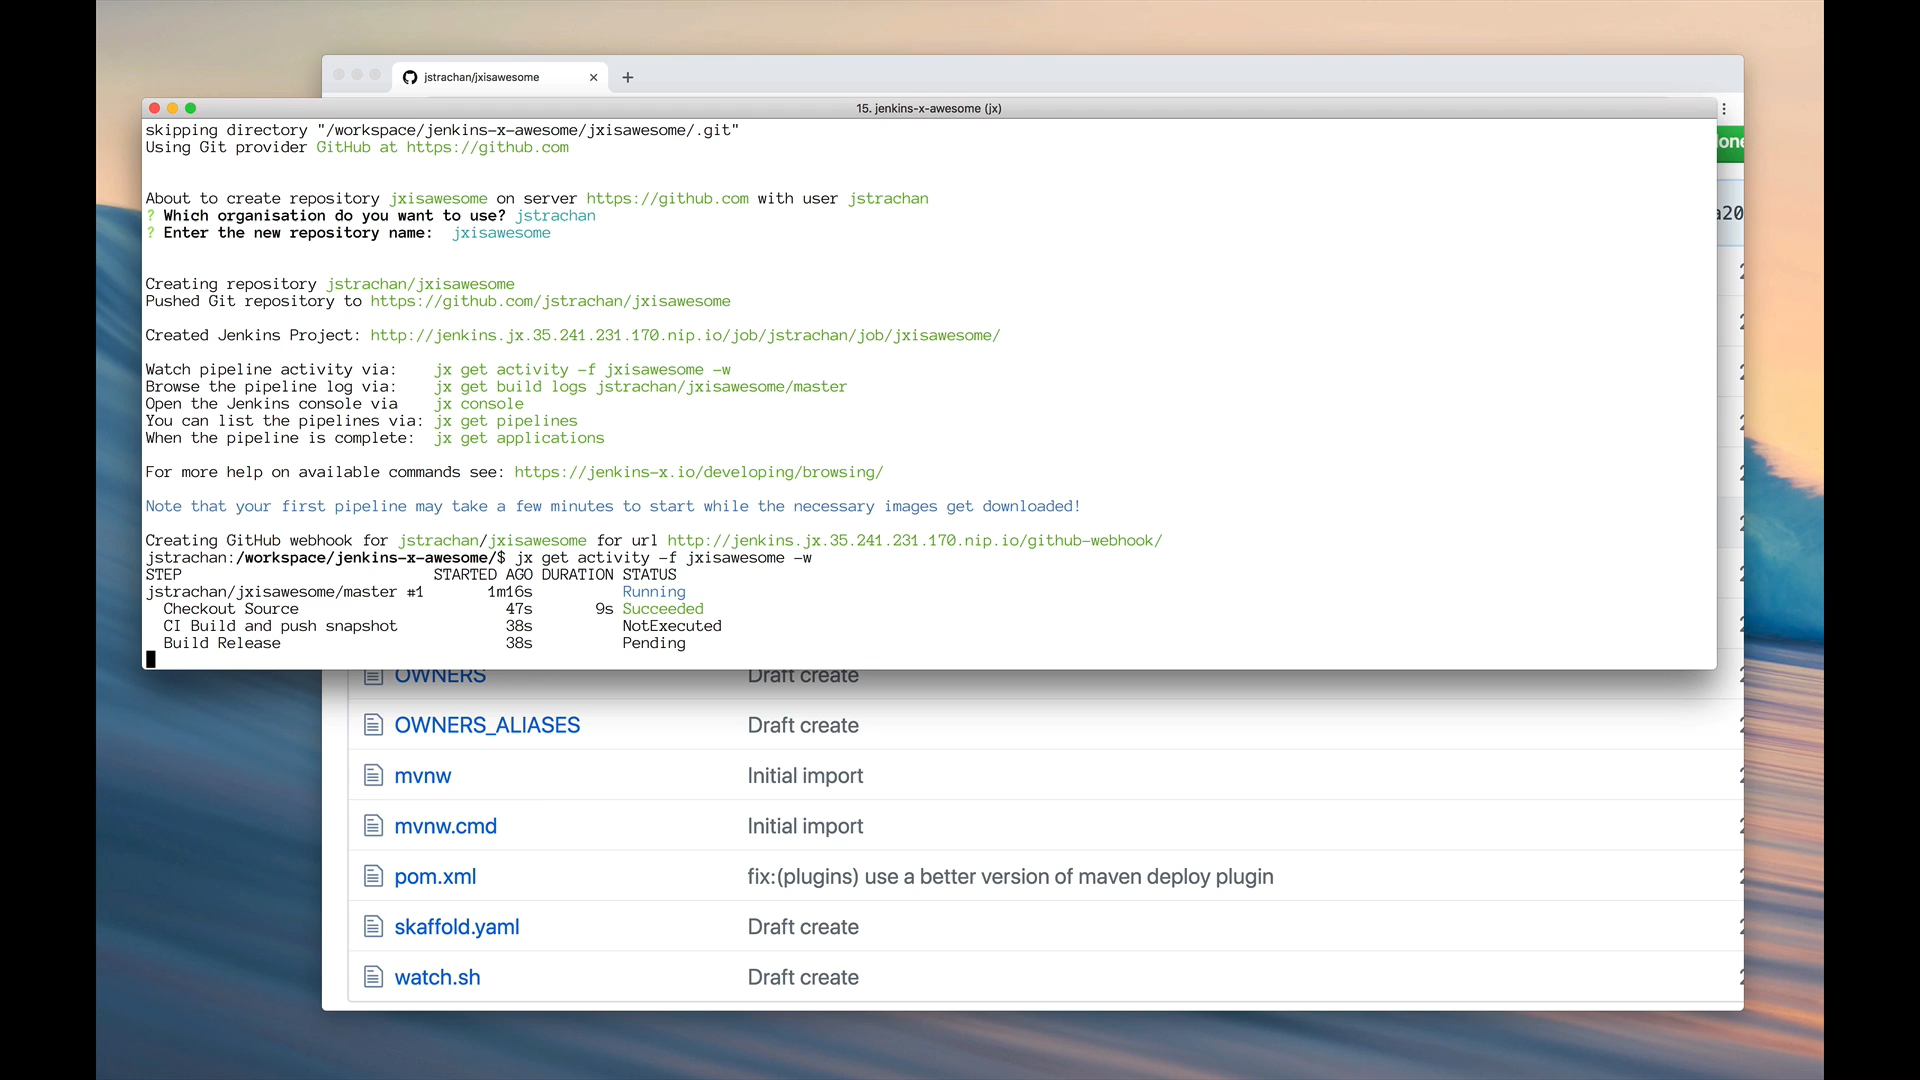 jstrachan/jxisawesome
15. jenkins-x-awesome (jx)
skipping directory "/workspace/jenkins-x-awesome/jxisawesome/.git"
Using Git provider GitHub at https://github.com
About to create repository jxisawesome on server https://github.com with user jstrachan
? Which organisation do you want to use? jstrachan
? Enter the new repository name:  jxisawesome
Creating repository jstrachan/jxisawesome
Pushed Git repository to https://github.com/jstrachan/jxisawesome
Created Jenkins Project: http://jenkins.jx.35.241.231.170.nip.io/job/jstrachan/job/jxisawesome/
Watch pipeline activity via:    jx get activity -f jxisawesome -w
Browse the pipeline log via:    jx get build logs jstrachan/jxisawesome/master
Open the Jenkins console via    jx console
You can list the pipelines via: jx get pipelines
When the pipeline is complete:  jx get applications
For more help on available commands see: https://jenkins-x.io/developing/browsing/
Note that your first pipeline may take a few minutes to start while the necessary images get downloaded!
Creating GitHub webhook for jstrachan/jxisawesome for url http://jenkins.jx.35.241.231.170.nip.io/github-webhook/
jstrachan:/workspace/jenkins-x-awesome/$ jx get activity -f jxisawesome -w
STEP                            STARTED AGO DURATION STATUS
jstrachan/jxisawesome/master #1       1m16s          Running
  Checkout Source                       47s       9s Succeeded
  CI Build and push snapshot            38s          NotExecuted
  Build Release                         38s          Pending
OWNERS Draft create
OWNERS_ALIASES Draft create
mvnw Initial import
mvnw.cmd Initial import
pom.xml fix:(plugins) use a better version of maven deploy plugin
skaffold.yaml Draft create
watch.sh Draft create